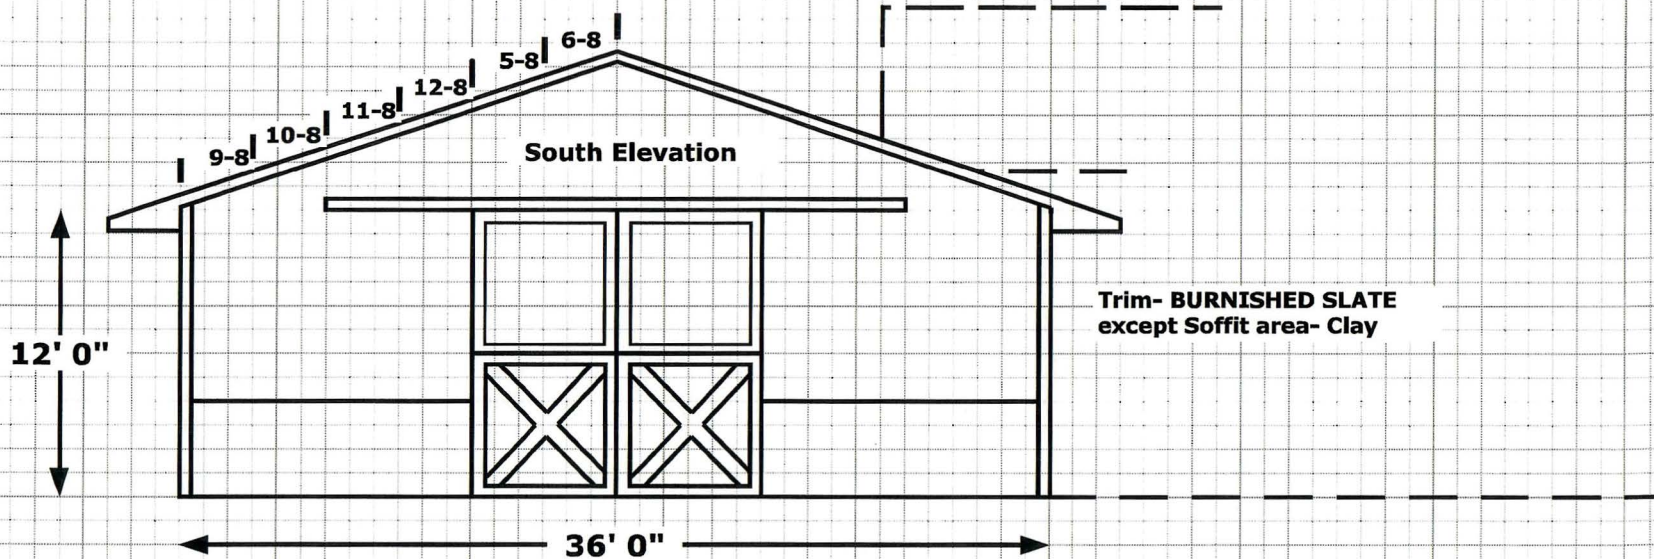 6-8
5-8
12-8
11-8
10-8
9-8
South Elevation
Trim- BURNISHED SLATE
except Soffit area- Clay
12' 0"
36' 0"